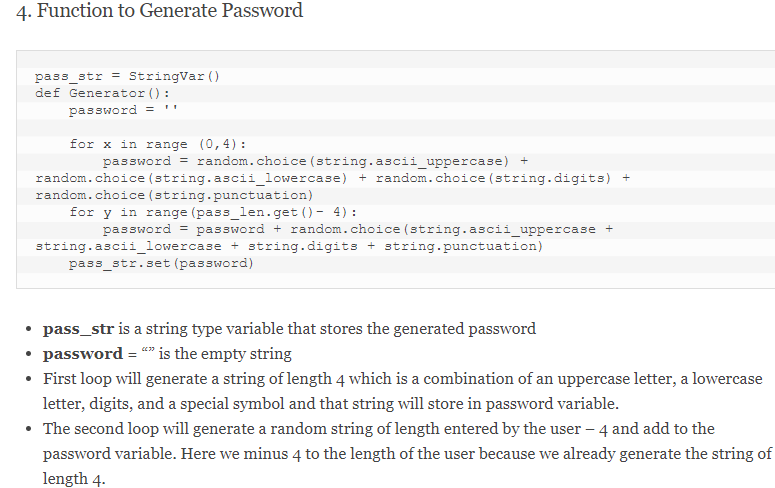 4. Function to Generate Password
pass_str = StringVar()
def Generator():
    password = ''
    for x in range (0,4):
        password = random.choice(string.ascii_uppercase) +
random.choice(string.ascii_lowercase) + random.choice(string.digits) +
random.choice(string.punctuation)
    for y in range(pass_len.get()- 4):
        password = password + random.choice(string.ascii_uppercase +
string.ascii_lowercase + string.digits + string.punctuation)
    pass_str.set(password)
• pass_str is a string type variable that stores the generated password
• password = “” is the empty string
• First loop will generate a string of length 4 which is a combination of an uppercase letter, a lowercase
letter, digits, and a special symbol and that string will store in password variable.
• The second loop will generate a random string of length entered by the user – 4 and add to the
password variable. Here we minus 4 to the length of the user because we already generate the string of
length 4.